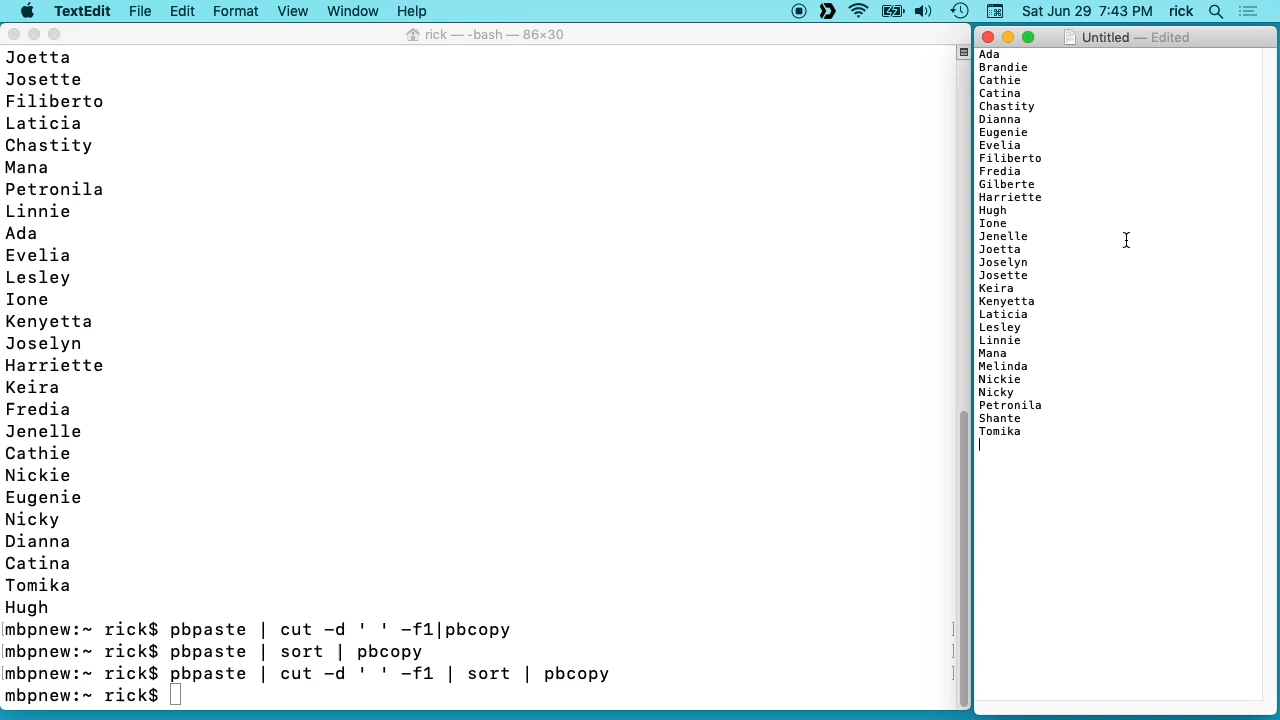 TextEdit File Edit Format View Window Help Sat Jun 29 7:43 PM rick
rick — -bash — 86×30
Joetta
Josette
Filiberto
Laticia
Chastity
Mana
Petronila
Linnie
Ada
Evelia
Lesley
Ione
Kenyetta
Joselyn
Harriette
Keira
Fredia
Jenelle
Cathie
Nickie
Eugenie
Nicky
Dianna
Catina
Tomika
Hugh
[mbpnew:~ rick$ pbpaste | cut -d ' ' -f1|pbcopy ]
[mbpnew:~ rick$ pbpaste | sort | pbcopy ]
[mbpnew:~ rick$ pbpaste | cut -d ' ' -f1 | sort | pbcopy ]
mbpnew:~ rick$
Untitled — Edited
Ada
Brandie
Cathie
Catina
Chastity
Dianna
Eugenie
Evelia
Filiberto
Fredia
Gilberte
Harriette
Hugh
Ione
Jenelle
Joetta
Joselyn
Josette
Keira
Kenyetta
Laticia
Lesley
Linnie
Mana
Melinda
Nickie
Nicky
Petronila
Shante
Tomika